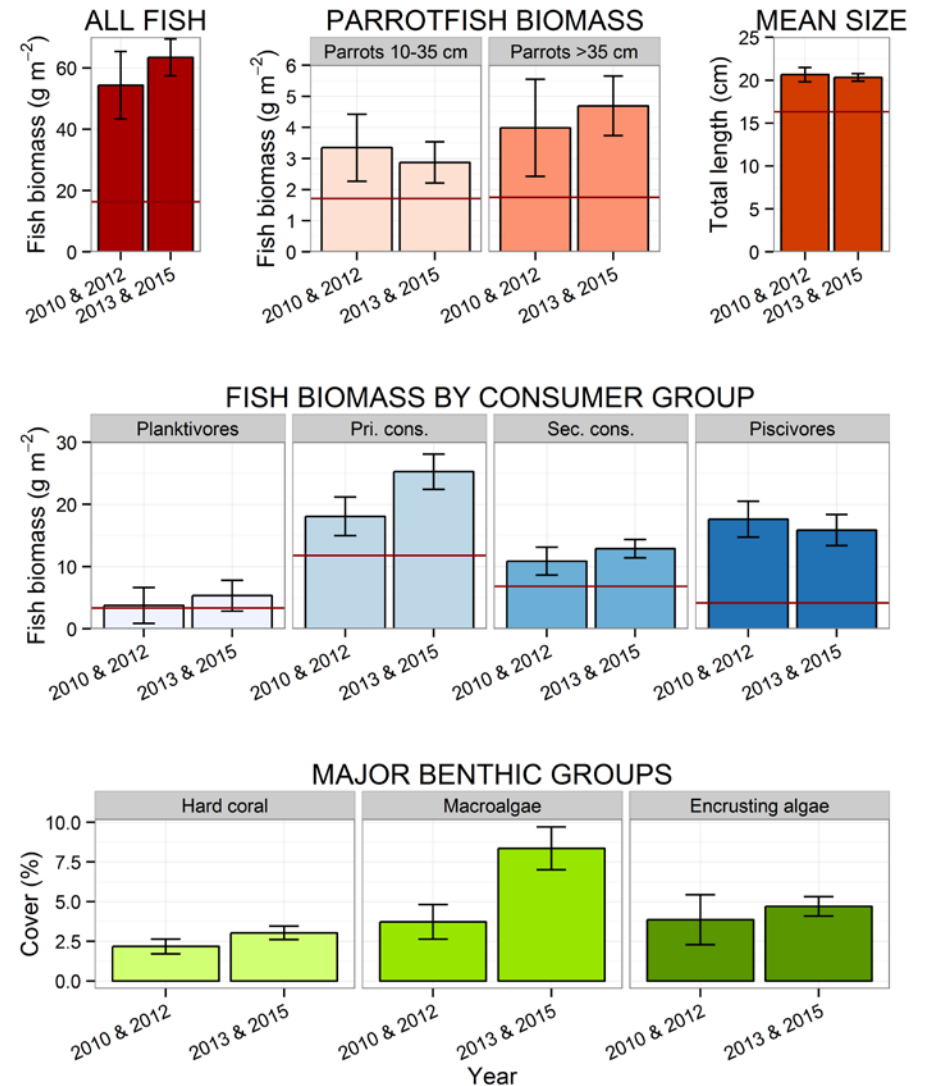 ALL FISH
Fish biomass (g m⁻²)
60
40
20
0
2010 & 2012
2013 & 2015
PARROTFISH BIOMASS
Parrots 10-35 cm
Parrots >35 cm
Fish biomass (g m⁻²)
6
5
4
3
2
1
0
2010 & 2012
2013 & 2015
2010 & 2012
2013 & 2015
MEAN SIZE
Total length (cm)
25
20
15
10
5
0
2010 & 2012
2013 & 2015
FISH BIOMASS BY CONSUMER GROUP
Planktivores
Pri. cons.
Sec. cons.
Piscivores
Fish biomass (g m⁻²)
30
20
10
0
2010 & 2012
2013 & 2015
2010 & 2012
2013 & 2015
2010 & 2012
2013 & 2015
2010 & 2012
2013 & 2015
MAJOR BENTHIC GROUPS
Hard coral
Macroalgae
Encrusting algae
Cover (%)
10.0
7.5
5.0
2.5
0.0
2010 & 2012
2013 & 2015
2010 & 2012
2013 & 2015
2010 & 2012
2013 & 2015
Year